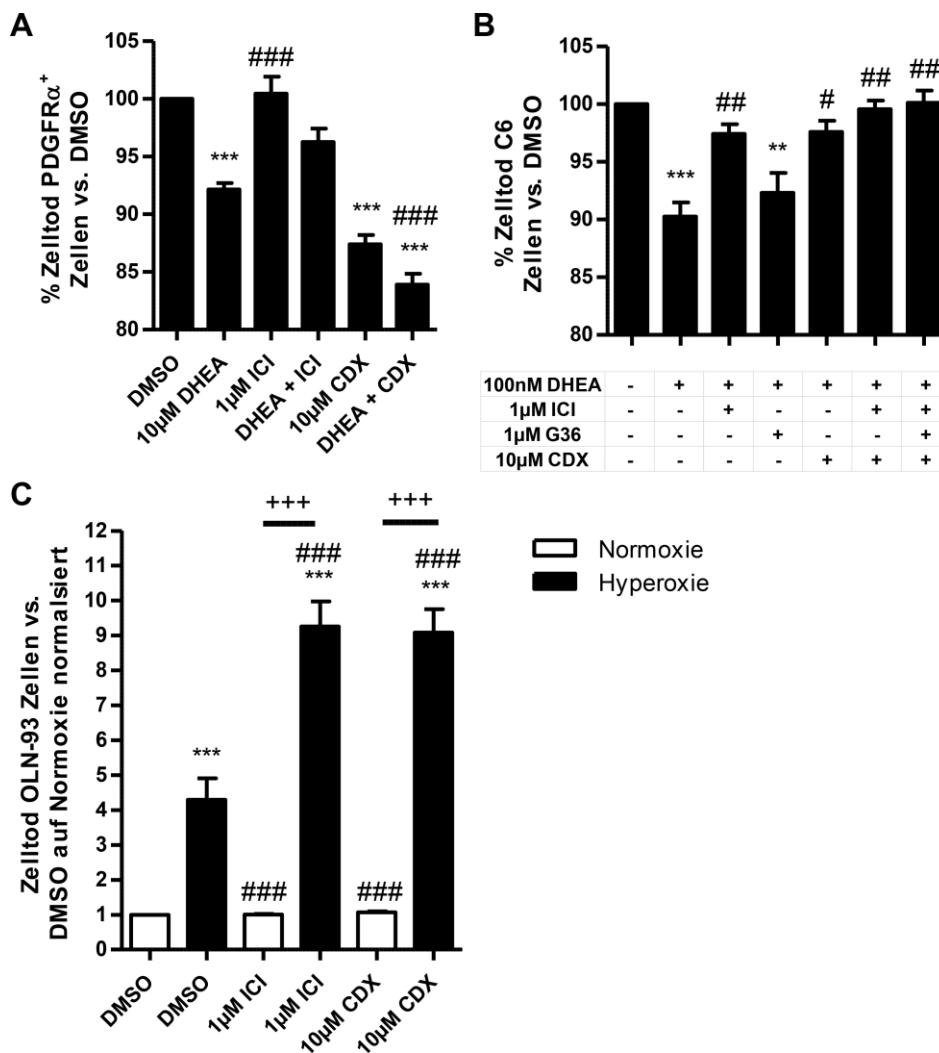 A
% Zelltod PDGFRα+
Zellen vs. DMSO
105
100
95
90
85
80
***
###
***
###
***
DMSO
10µM DHEA
1µM ICI
DHEA + ICI
10µM CDX
DHEA + CDX
B
% Zelltod C6
Zellen vs. DMSO
105
100
95
90
85
80
***
##
**
#
##
##
100nM DHEA - + + + + + +
1µM ICI - - + - - + +
1µM G36 - - - + - - +
10µM CDX - - - - + + +
C
Zelltod OLN-93 Zellen vs.
DMSO auf Normoxie normalsiert
12
11
10
9
8
7
6
5
4
3
2
1
0
***
###
+++
###
***
###
+++
###
***
DMSO
DMSO
1µM ICI
1µM ICI
10µM CDX
10µM CDX
Normoxie
Hyperoxie